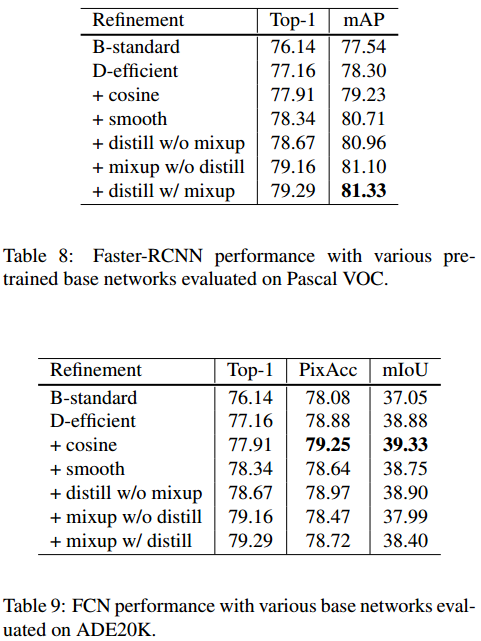 Refinement Top-1 mAP
B-standard 76.14 77.54
D-efficient 77.16 78.30
+ cosine 77.91 79.23
+ smooth 78.34 80.71
+ distill w/o mixup 78.67 80.96
+ mixup w/o distill 79.16 81.10
+ distill w/ mixup 79.29 81.33
Table 8: Faster-RCNN performance with various pre-
trained base networks evaluated on Pascal VOC.
Refinement Top-1 PixAcc mIoU
B-standard 76.14 78.08 37.05
D-efficient 77.16 78.88 38.88
+ cosine 77.91 79.25 39.33
+ smooth 78.34 78.64 38.75
+ distill w/o mixup 78.67 78.97 38.90
+ mixup w/o distill 79.16 78.47 37.99
+ mixup w/ distill 79.29 78.72 38.40
Table 9: FCN performance with various base networks eval-
uated on ADE20K.